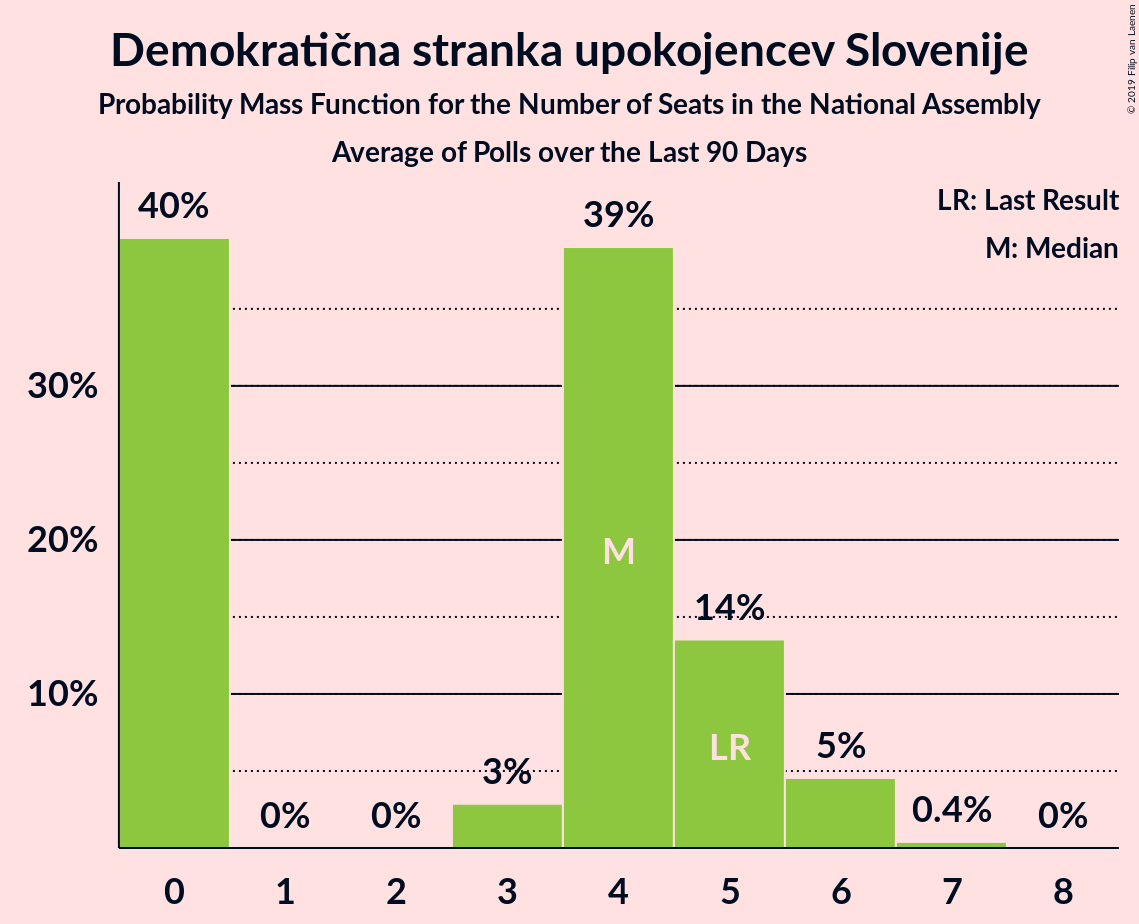 Demokratična stranka upokojencev Slovenije
Probability Mass Function for the Number of Seats in the National Assembly
Average of Polls over the Last 90 Days
© 2019 Filip van Laenen
LR: Last Result
M: Median
40%
39%
30%
20%
10%
M
14%
LR
5%
3%
0%
0%
0.4%
0%
0 1 2 3 4 5 6 7 8